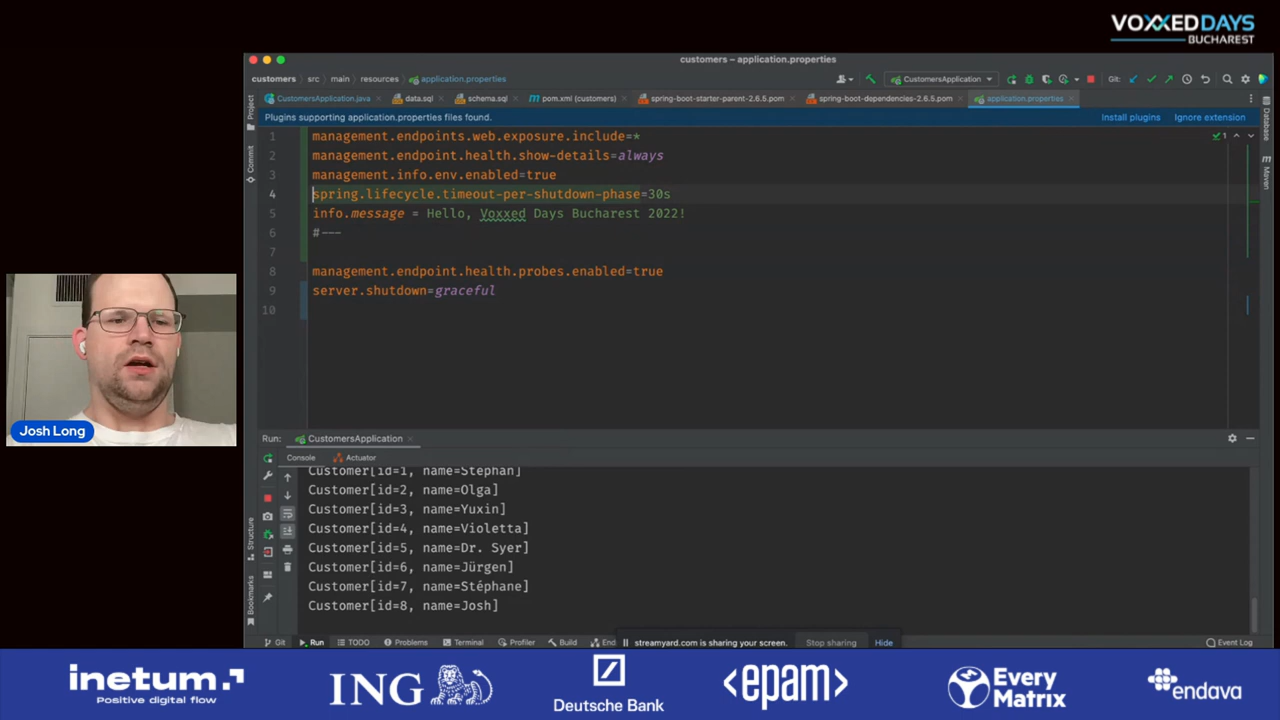 VOXXED DAYS
BUCHAREST
customers – application.properties
customers src main resources application.properties
CustomersApplication
Git:
CustomersApplication.java data.sql schema.sql pom.xml (customers) spring-boot-starter-parent-2.6.5.pom spring-boot-dependencies-2.6.5.pom application.properties
Plugins supporting application.properties files found. Install plugins Ignore extension
1 management.endpoints.web.exposure.include=*
2 management.endpoint.health.show-details=always
3 management.info.env.enabled=true
4 spring.lifecycle.timeout-per-shutdown-phase=30s
5 info.message = Hello, Voxxed Days Bucharest 2022!
6 #---
7
8 management.endpoint.health.probes.enabled=true
9 server.shutdown=graceful
10
Project
Commit
Structure
Bookmarks
Database
Maven
1
Josh Long
Run: CustomersApplication
Console Actuator
Customer[id=1, name=Stephan]
Customer[id=2, name=Olga]
Customer[id=3, name=Yuxin]
Customer[id=4, name=Violetta]
Customer[id=5, name=Dr. Syer]
Customer[id=6, name=Jürgen]
Customer[id=7, name=Stéphane]
Customer[id=8, name=Josh]
Git Run TODO Problems Terminal Profiler Build End
streamyard.com is sharing your screen. Stop sharing Hide
Event Log
inetum.
Positive digital flow
ING
Deutsche Bank
<epam>
Every
Matrix
endava